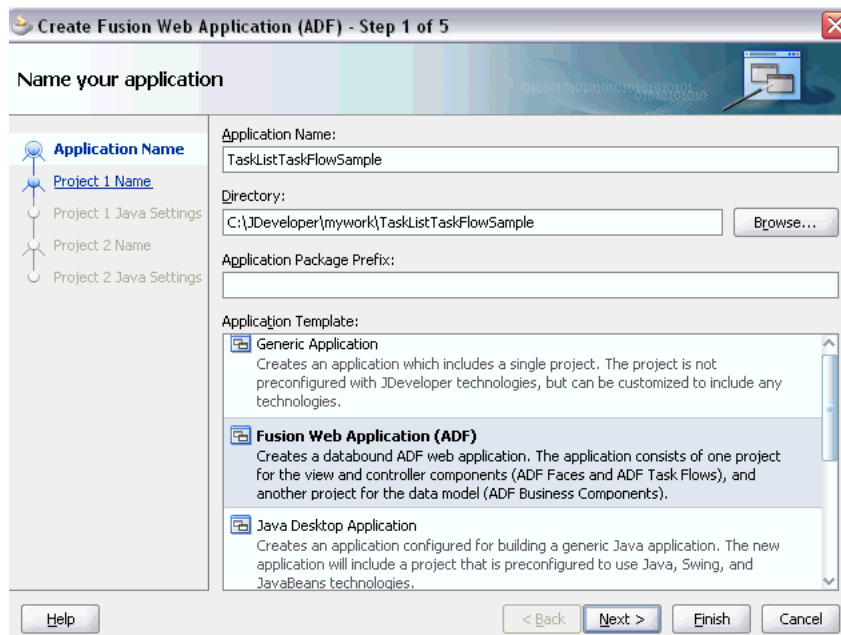 Create Fusion Web Application (ADF) - Step 1 of 5
Name your application
Application Name
Project 1 Name
Project 1 Java Settings
Project 2 Name
Project 2 Java Settings
Application Name:
TaskListTaskFlowSample
Directory:
C:\JDeveloper\mywork\TaskListTaskFlowSample
Browse...
Application Package Prefix:
Application Template:
Generic Application
Creates an application which includes a single project. The project is not
preconfigured with JDeveloper technologies, but can be customized to include any
technologies.
Fusion Web Application (ADF)
Creates a databound ADF web application. The application consists of one project
for the view and controller components (ADF Faces and ADF Task Flows), and
another project for the data model (ADF Business Components).
Java Desktop Application
Creates an application configured for building a generic Java application. The new
application will include a project that is preconfigured to use Java, Swing, and
JavaBeans technologies.
Help
< Back
Next >
Finish
Cancel